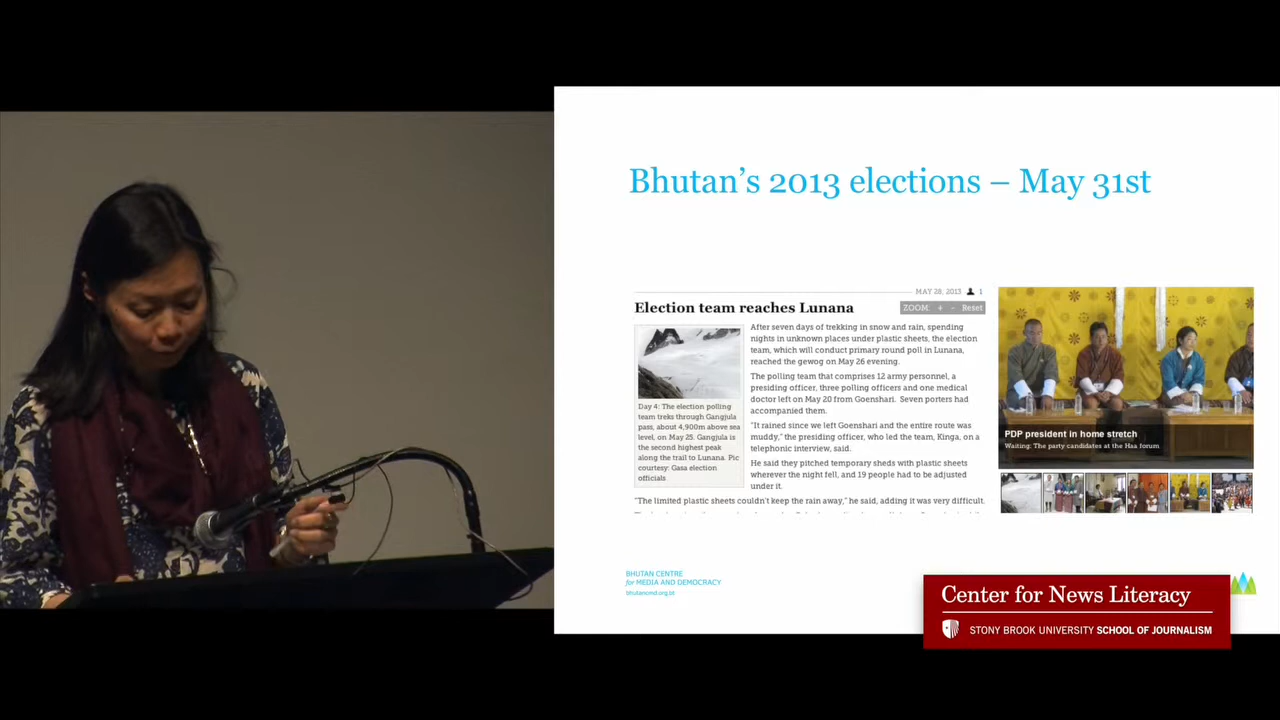 Bhutan's 2013 elections – May 31st
MAY 28, 2013 1
Election team reaches Lunana
ZOOM: + - Reset
After seven days of trekking in snow and rain, spending
nights in unknown places under plastic sheets, the election
team, which will conduct primary round poll in Lunana,
reached the gewog on May 26 evening.
The polling team that comprises 12 army personnel, a
presiding officer, three polling officers and one medical
doctor left on May 20 from Goenshari. Seven porters had
accompanied them.
"It rained since we left Goenshari and the entire route was
muddy," the presiding officer, who led the team, Kinga, on a
telephonic interview, said.
He said they pitched temporary sheds with plastic sheets
wherever the night fell, and 19 people had to be adjusted
under it.
"The limited plastic sheets couldn't keep the rain away," he said, adding it was very difficult.
Day 4: The election polling
team treks through Gangjula
pass, about 4,900m above sea
level, on May 25. Gangjula is
the second highest peak
along the trail to Lunana. Pic
courtesy: Gasa election
officials
PDP president in home stretch
Waiting: The party candidates at the Haa forum
BHUTAN CENTRE
for MEDIA AND DEMOCRACY
bhutancmd.org.bt
Center for News Literacy
STONY BROOK UNIVERSITY SCHOOL OF JOURNALISM